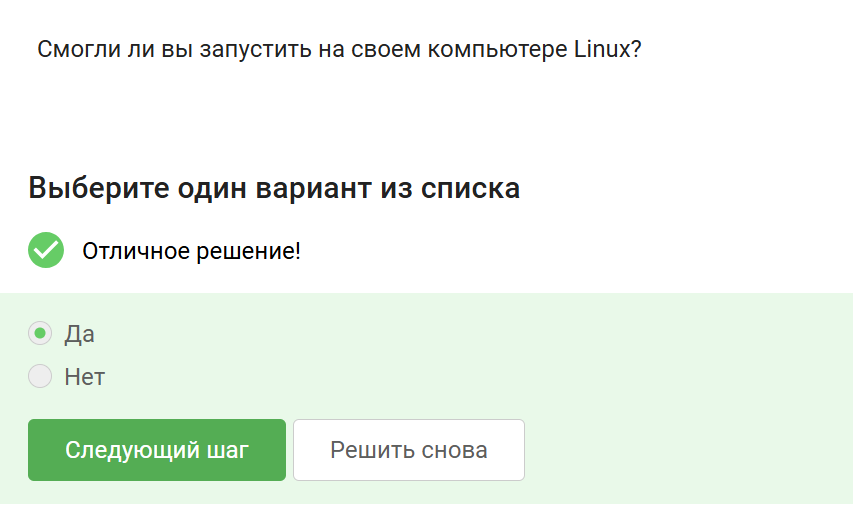 Смогли ли вы запустить на своем компьютере Linux?
Выберите один вариант из списка
Отличное решение!
Да
Нет
Следующий шаг
Решить снова